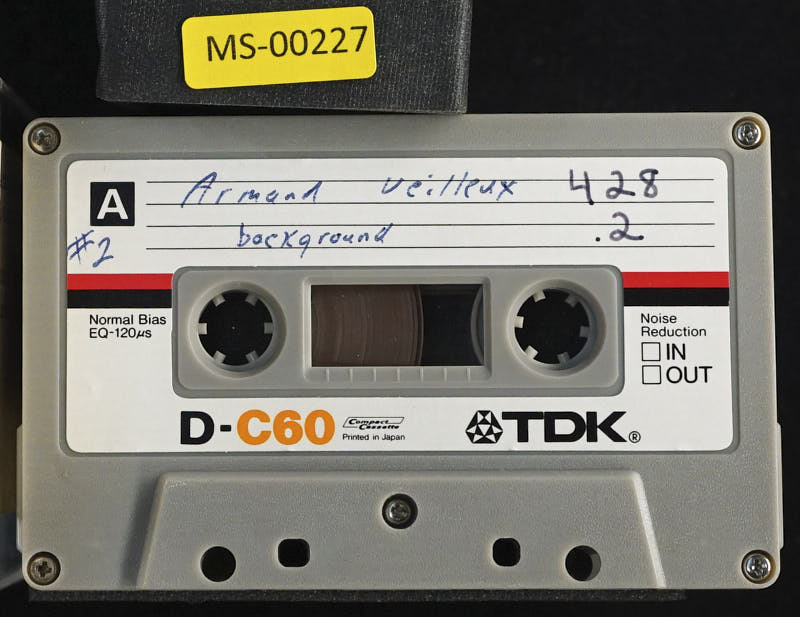 MS-00227
A Armand Veilleux 428
#2 background .2
Normal Bias
EQ-120µs
Noise
Reduction
IN
OUT
D-C60 Compact Cassette
Printed in Japan
TDK®